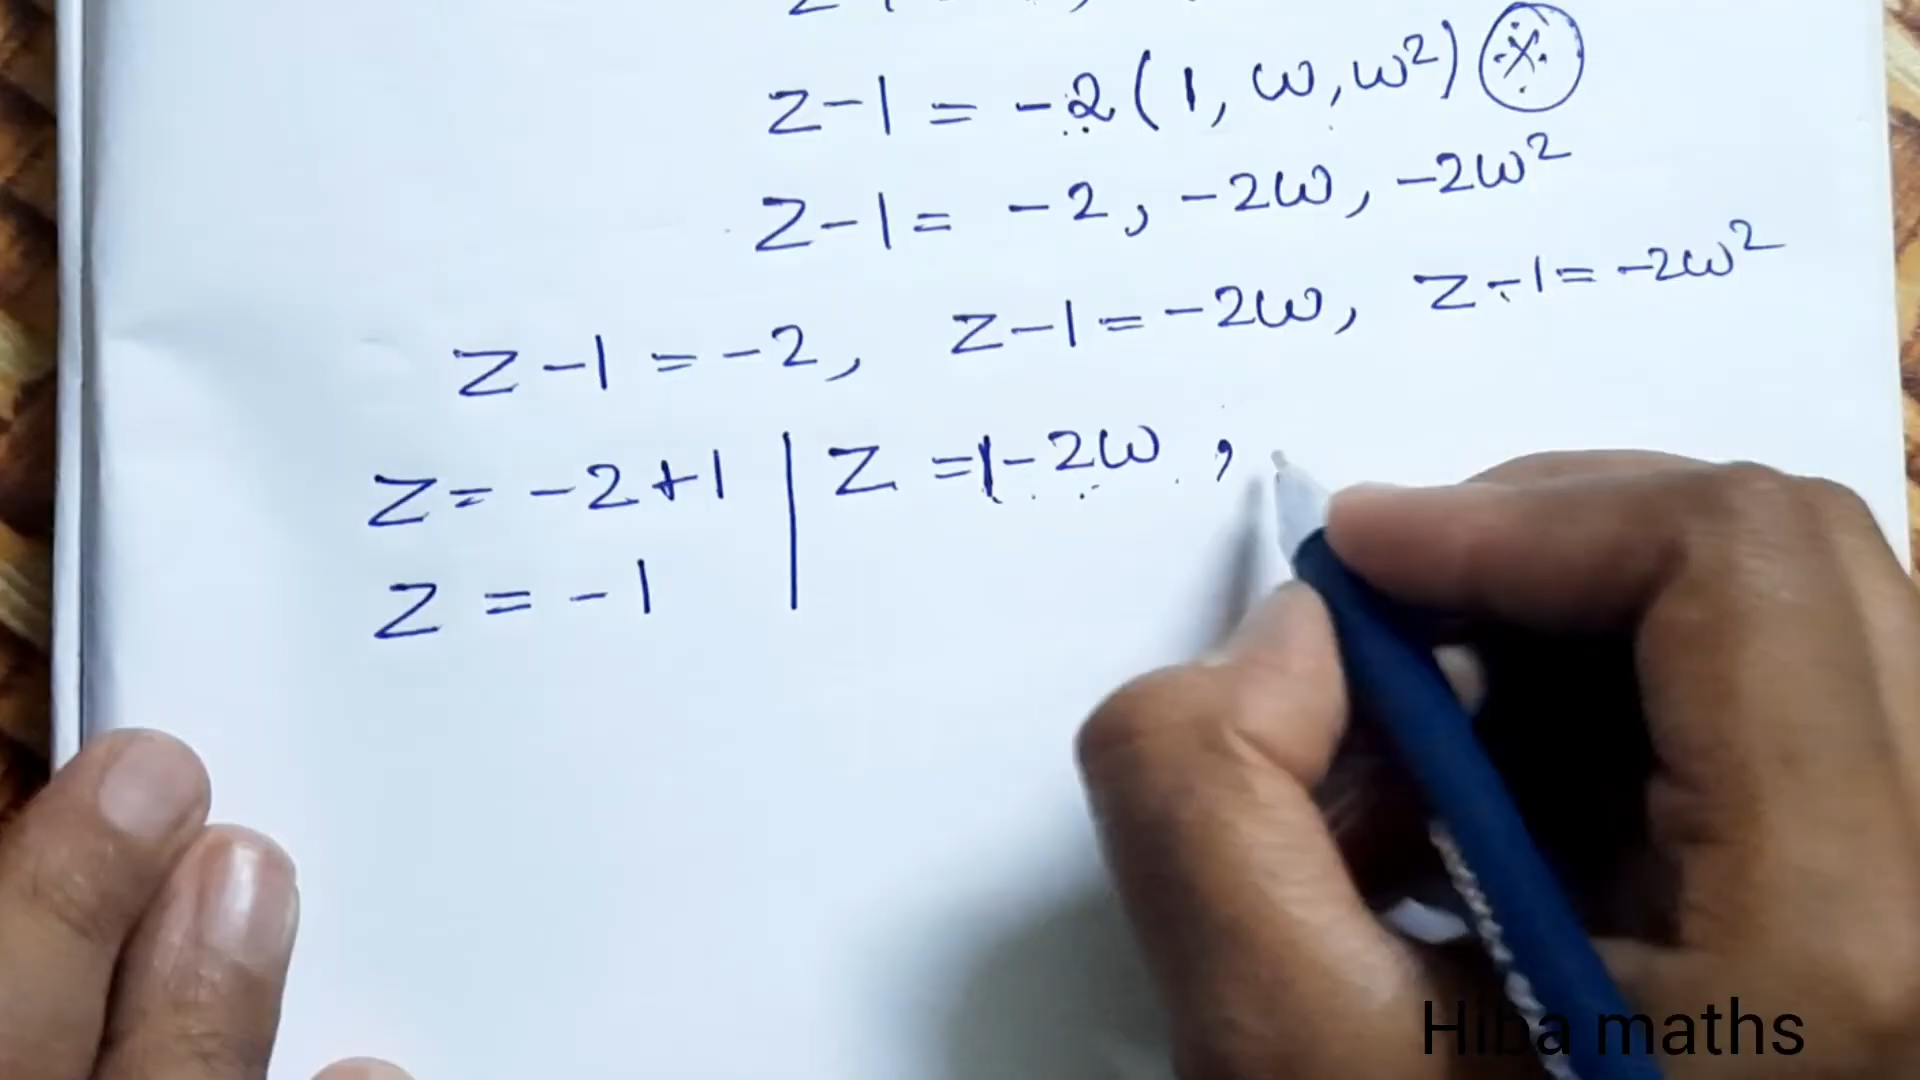 z-1 = -2(1, ω, ω²) X
z-1 = -2, -2ω, -2ω²
z-1 = -2, z-1 = -2ω, z-1 = -2ω²
z = -2+1 | z = 1-2ω ,
z = -1
Hiba maths